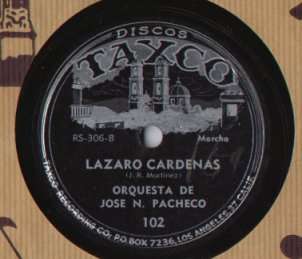 DISCOS
TAXCO
RS-306-B
Marcha
LAZARO CARDENAS
(J. R. Martinez)
ORQUESTA DE
JOSE N. PACHECO
102
TAXCO RECORDING CO., P.O. BOX 7236, LOS ANGELES, 27, CALIF.